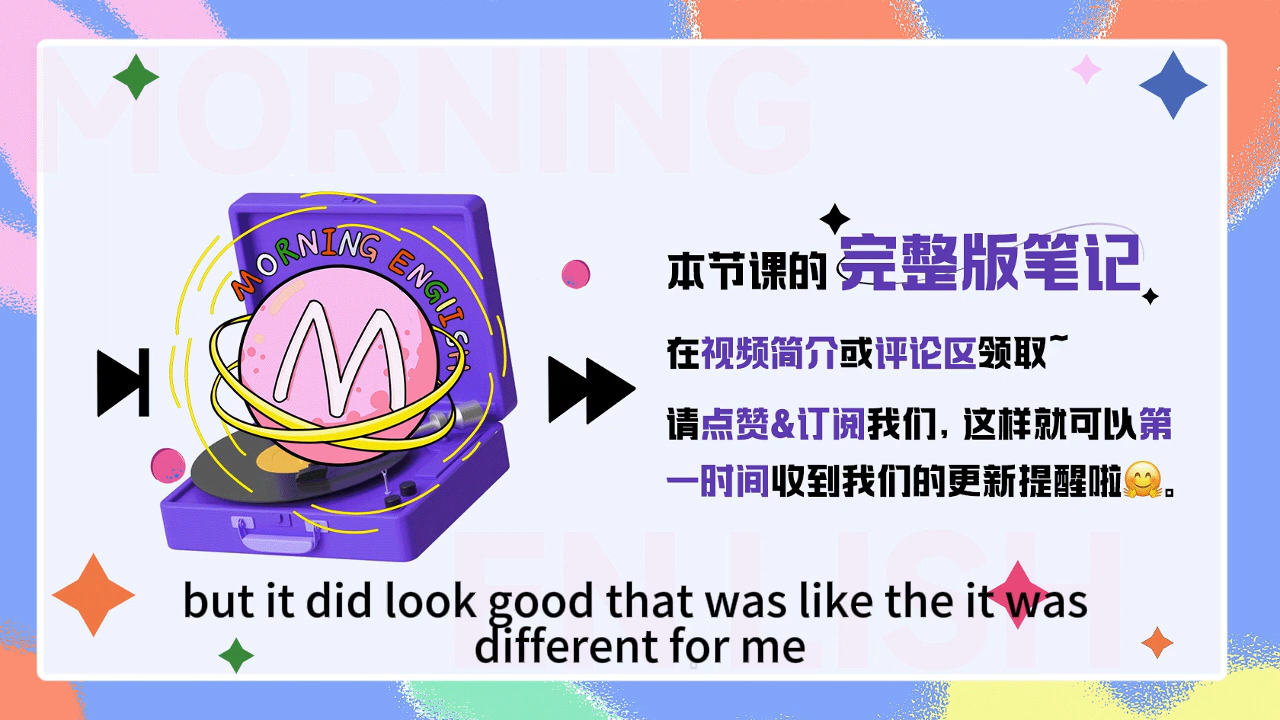 MORNING
MORNING ENGlISH
M
本节课的 完整版笔记
在视频简介或评论区领取~
请点赞&订阅我们, 这样就可以第
一时间收到我们的更新提醒啦🤗。
but it did look good that was like the it was
different for me